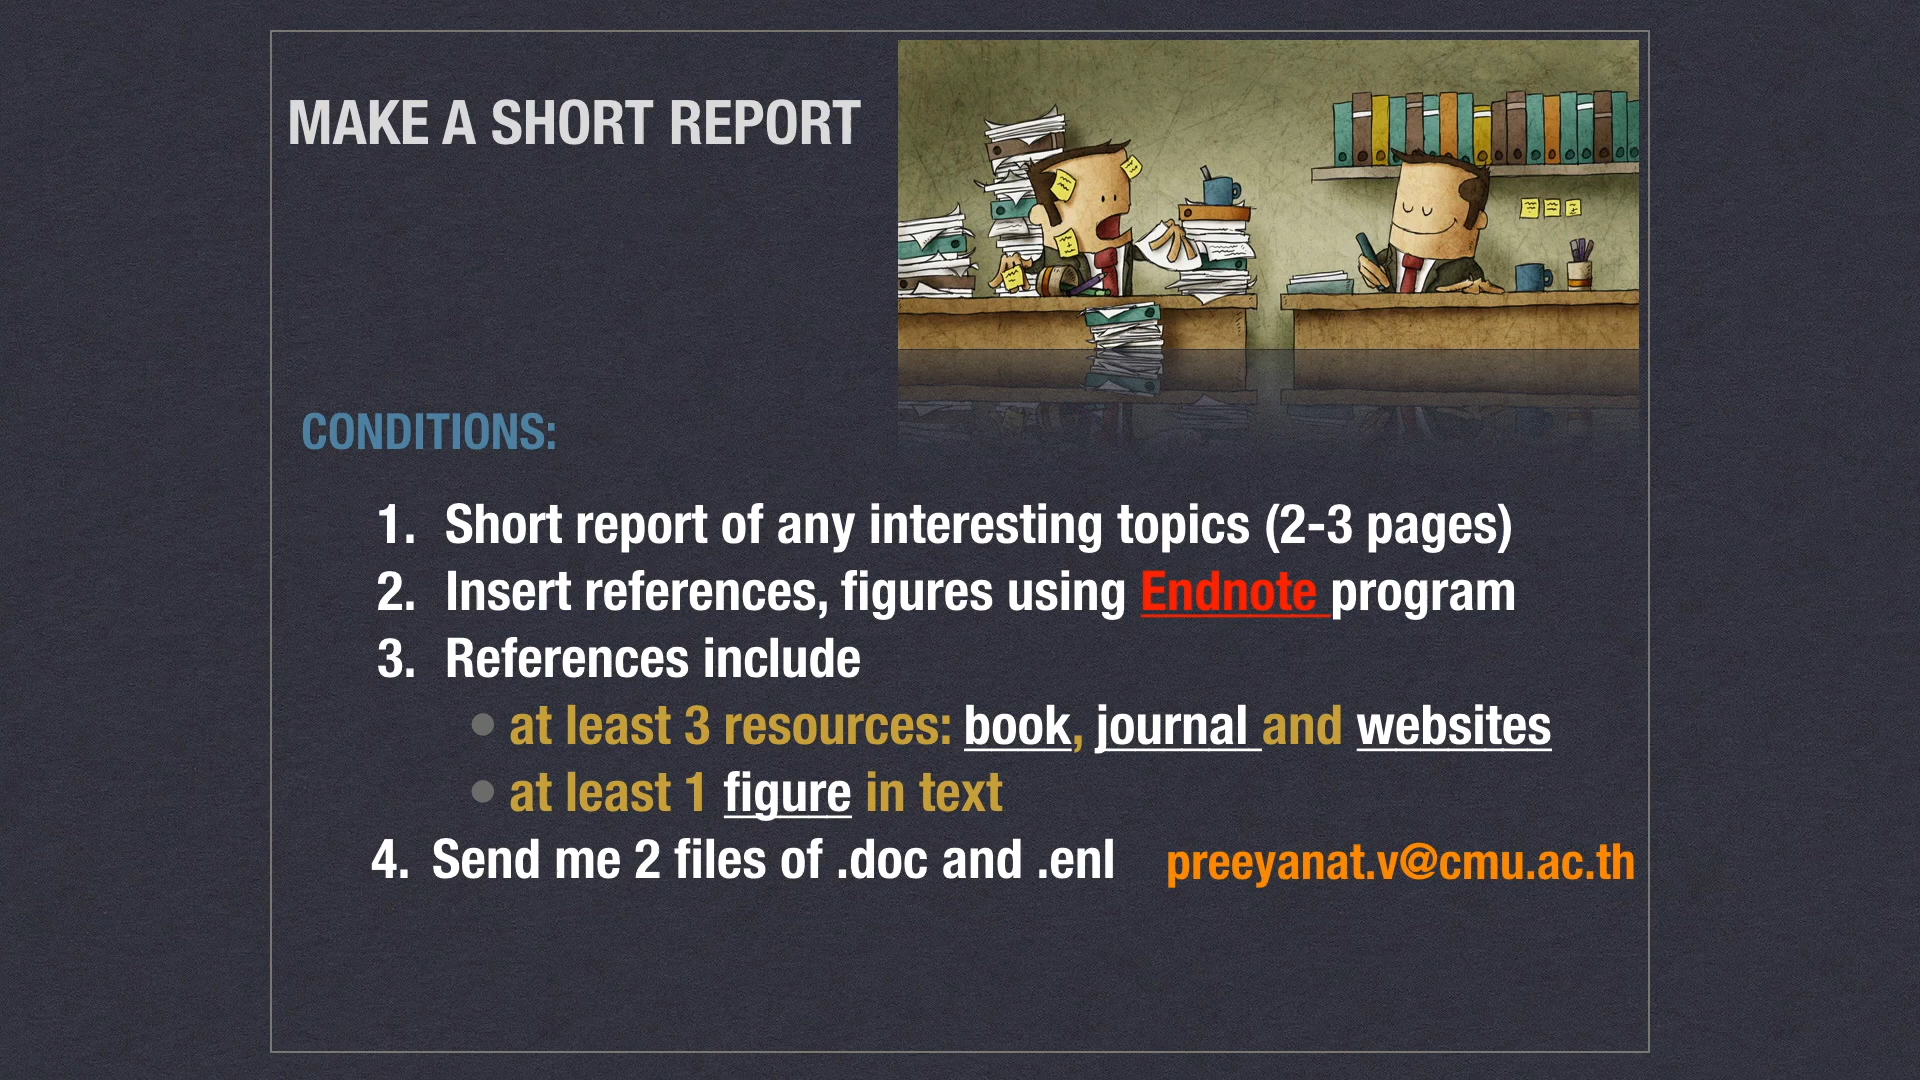 MAKE A SHORT REPORT
CONDITIONS:
1. Short report of any interesting topics (2-3 pages)
2. Insert references, figures using Endnote program
3. References include
• at least 3 resources: book, journal and websites
• at least 1 figure in text
4. Send me 2 files of .doc and .enl preeyanat.v@cmu.ac.th